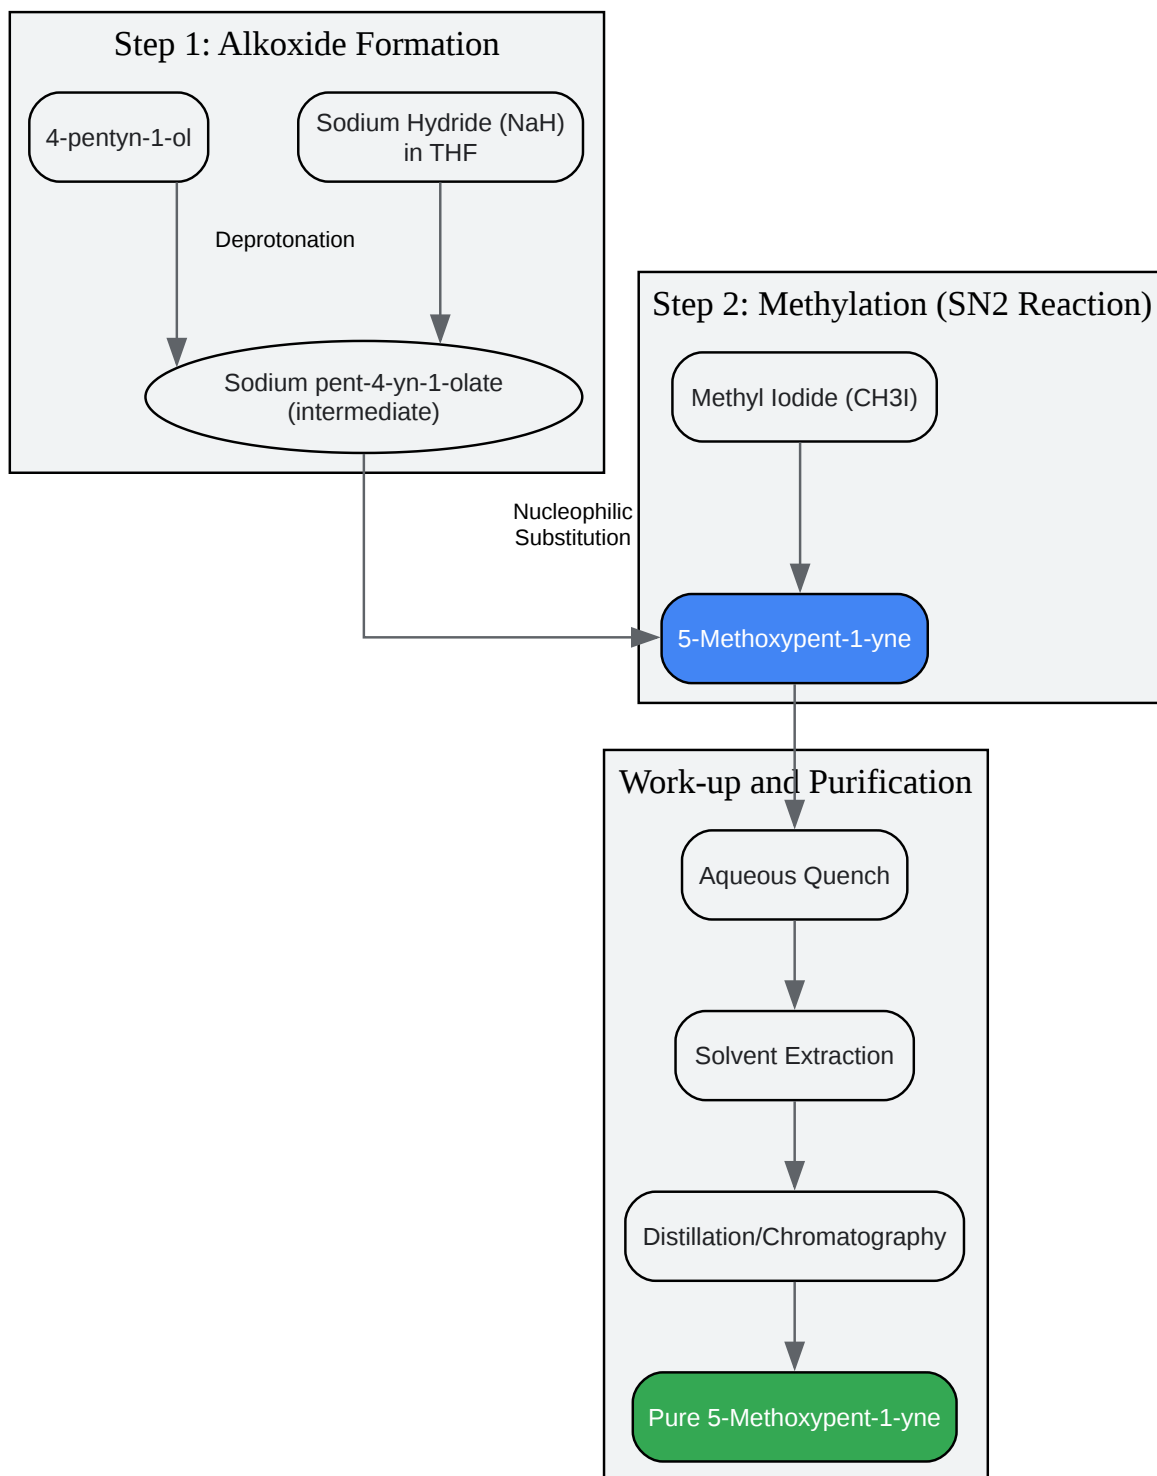 Step 1: Alkoxide Formation
4-pentyn-1-ol
Sodium Hydride (NaH)
in THF
Deprotonation
Sodium pent-4-yn-1-olate
(intermediate)
Nucleophilic
Substitution
Step 2: Methylation (SN2 Reaction)
Methyl Iodide (CH3I)
5-Methoxypent-1-yne
Work-up and Purification
Aqueous Quench
Solvent Extraction
Distillation/Chromatography
Pure 5-Methoxypent-1-yne